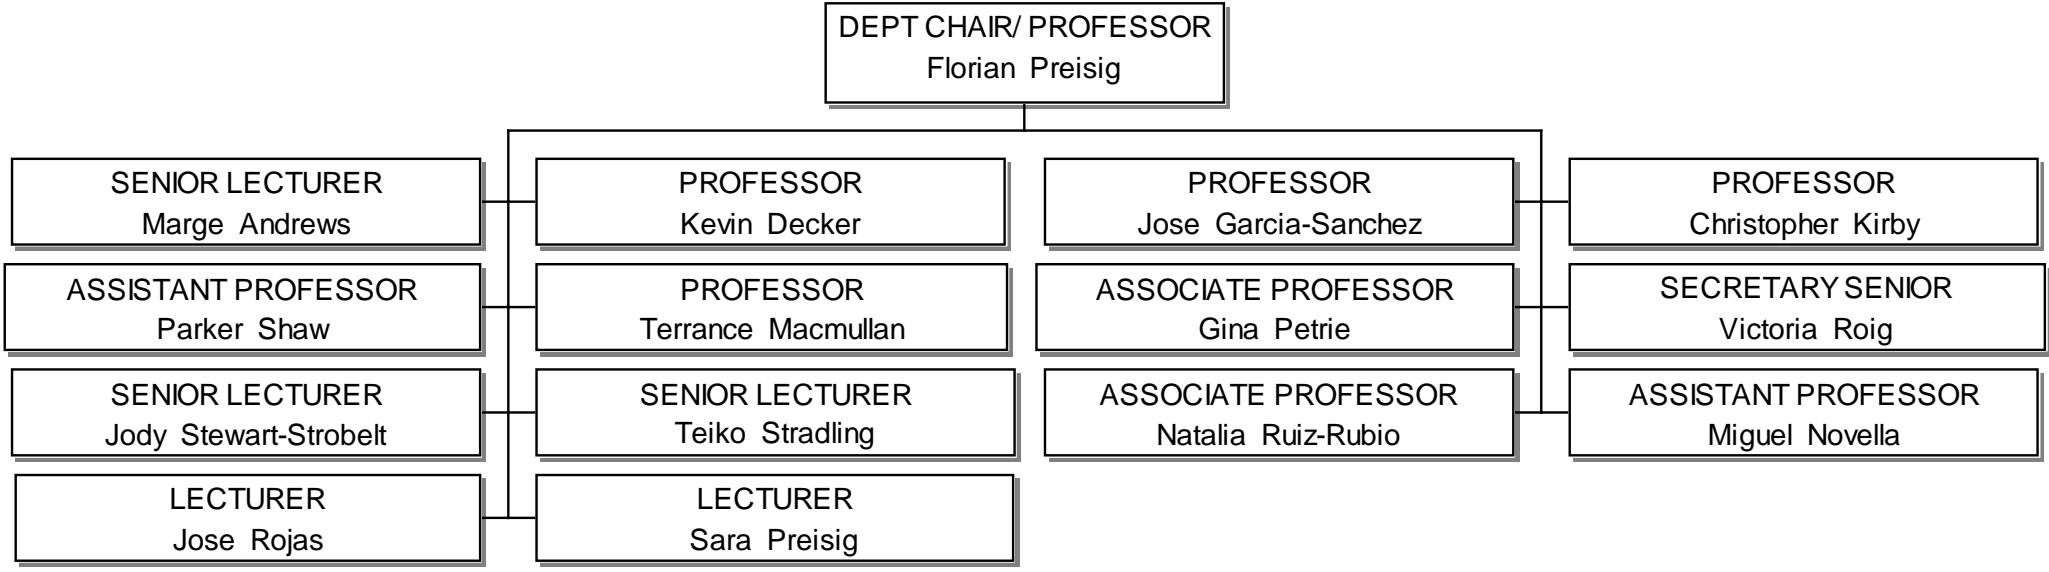 DEPT CHAIR/ PROFESSOR
Florian Preisig
SENIOR LECTURER
Marge Andrews
PROFESSOR
Kevin Decker
PROFESSOR
Jose Garcia-Sanchez
PROFESSOR
Christopher Kirby
ASSISTANT PROFESSOR
Parker Shaw
PROFESSOR
Terrance Macmullan
ASSOCIATE PROFESSOR
Gina Petrie
SECRETARY SENIOR
Victoria Roig
SENIOR LECTURER
Jody Stewart-Strobelt
SENIOR LECTURER
Teiko Stradling
ASSOCIATE PROFESSOR
Natalia Ruiz-Rubio
ASSISTANT PROFESSOR
Miguel Novella
LECTURER
Jose Rojas
LECTURER
Sara Preisig